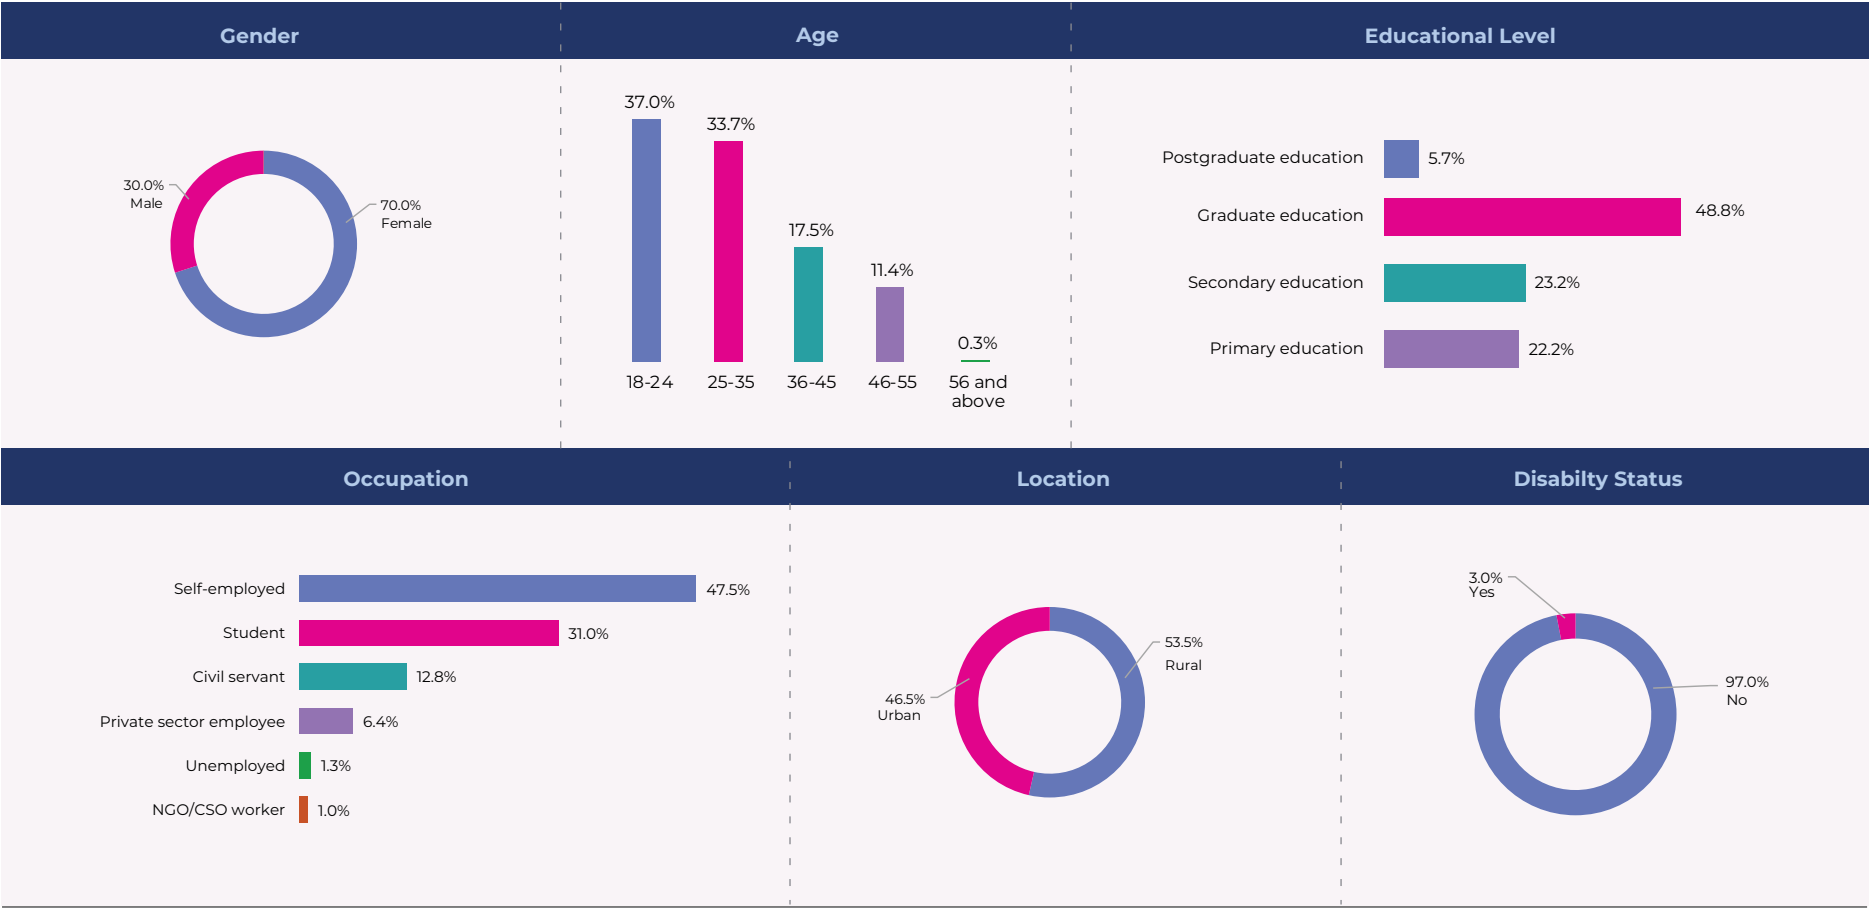 Gender
Age
Educational Level
30.0%
Male
70.0%
Female
37.0%
33.7%
17.5%
11.4%
0.3%
18-24
25-35
36-45
46-55
56 and
above
Postgraduate education
5.7%
Graduate education
48.8%
Secondary education
23.2%
Primary education
22.2%
Occupation
Location
Disabilty Status
Self-employed
47.5%
Student
31.0%
Civil servant
12.8%
Private sector employee
6.4%
Unemployed
1.3%
NGO/CSO worker
1.0%
53.5%
Rural
46.5%
Urban
3.0%
Yes
97.0%
No